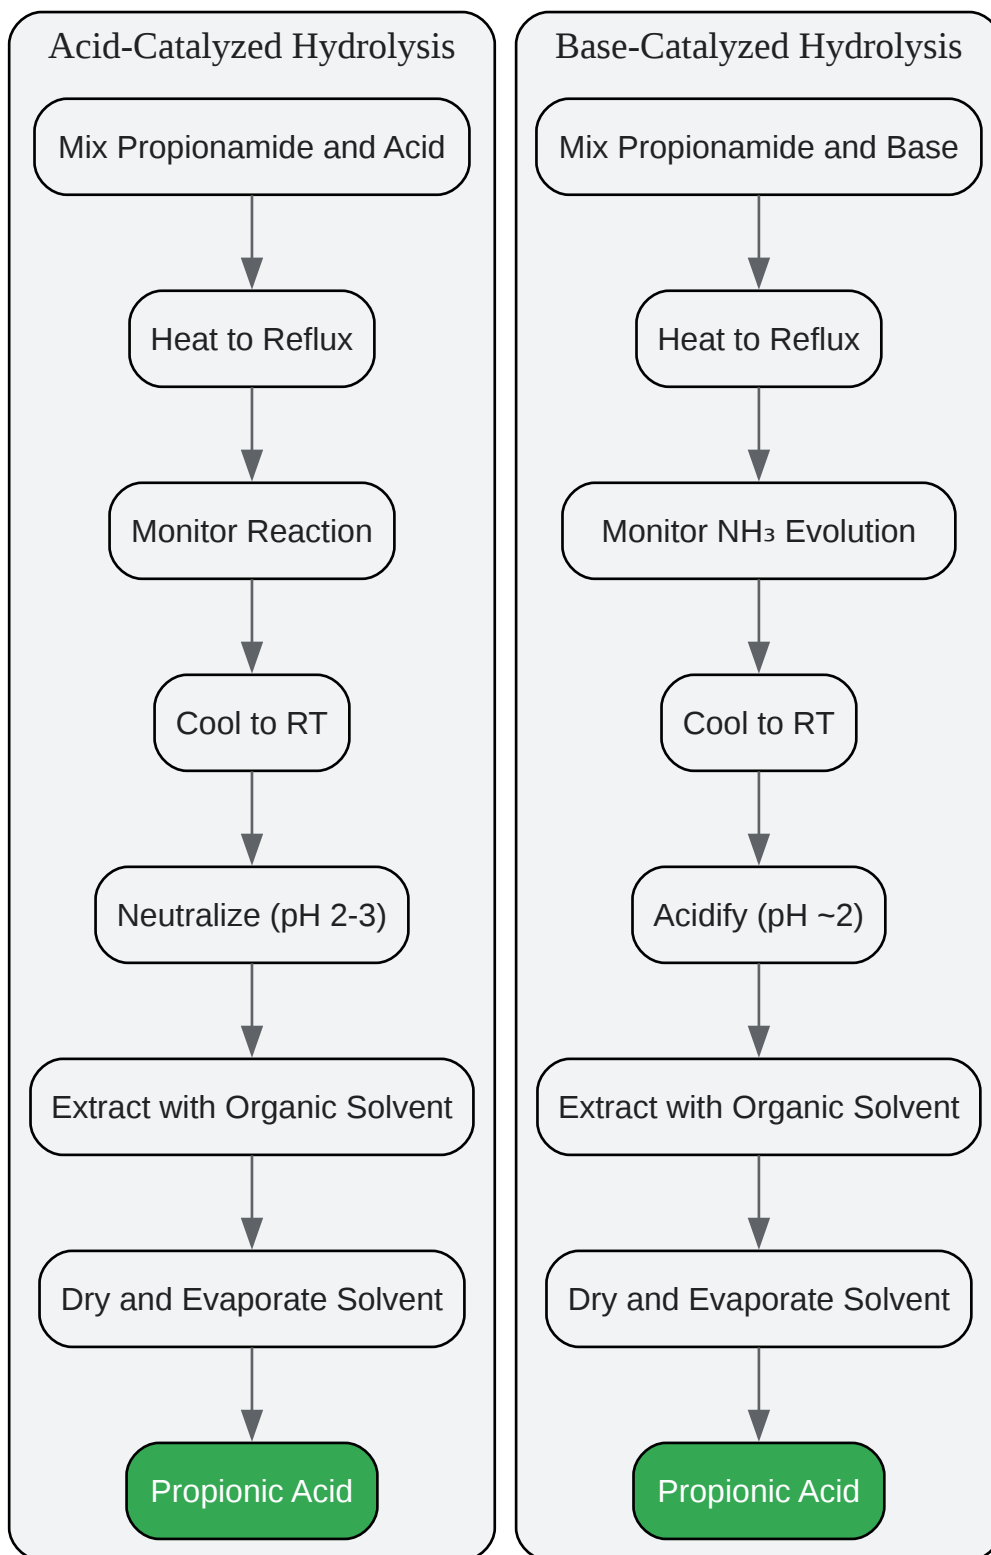 Acid-Catalyzed Hydrolysis
Mix Propionamide and Acid
Heat to Reflux
Monitor Reaction
Cool to RT
Neutralize (pH 2-3)
Extract with Organic Solvent
Dry and Evaporate Solvent
Propionic Acid
Base-Catalyzed Hydrolysis
Mix Propionamide and Base
Heat to Reflux
Monitor NH₃ Evolution
Cool to RT
Acidify (pH ~2)
Extract with Organic Solvent
Dry and Evaporate Solvent
Propionic Acid